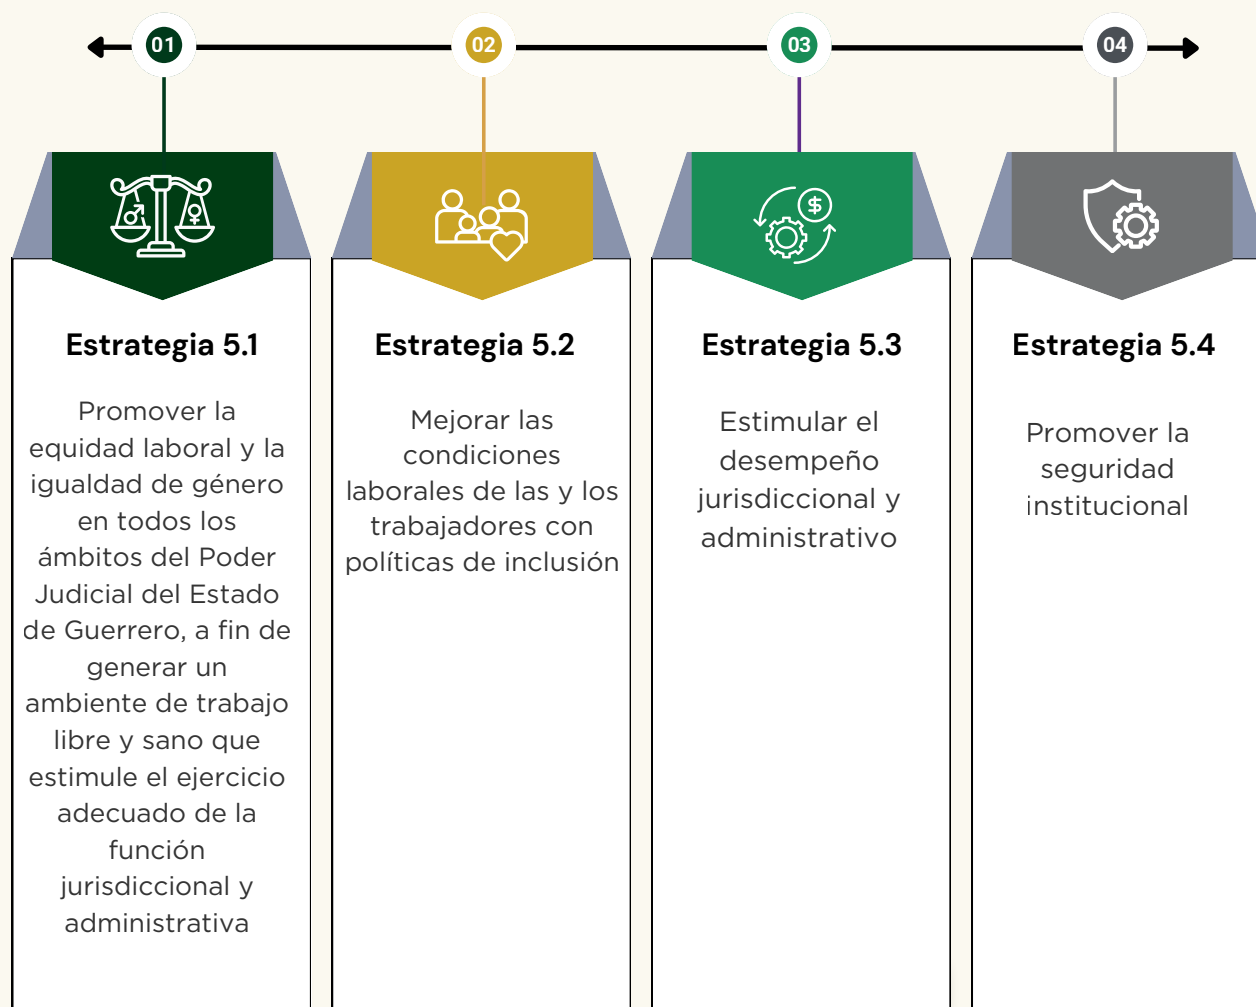 01
02
03
04
$
Estrategia 5.1
Promover la
equidad laboral y la
igualdad de género
en todos los
ámbitos del Poder
Judicial del Estado
de Guerrero, a fin de
generar un
ambiente de trabajo
libre y sano que
estimule el ejercicio
adecuado de la
función
jurisdiccional y
administrativa
Estrategia 5.2
Mejorar las
condiciones
laborales de las y los
trabajadores con
políticas de inclusión
Estrategia 5.3
Estimular el
desempeño
jurisdiccional y
administrativo
Estrategia 5.4
Promover la
seguridad
institucional